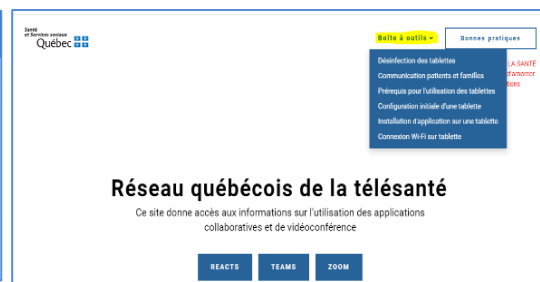 Santé
et Services sociaux
Québec
Boîte à outils
Bonnes pratiques
Désinfection des tablettes
Communication patients et familles
Prérequis pour l'utilisation des tablettes
Configuration initiale d'une tablette
Installation d'application sur une tablette
Connexion Wi-Fi sur tablette
LA SANTÉ
d'amorcer
tions
Réseau québécois de la télésanté
Ce site donne accès aux informations sur l'utilisation des applications
collaboratives et de vidéoconférence
REACTS TEAMS ZOOM